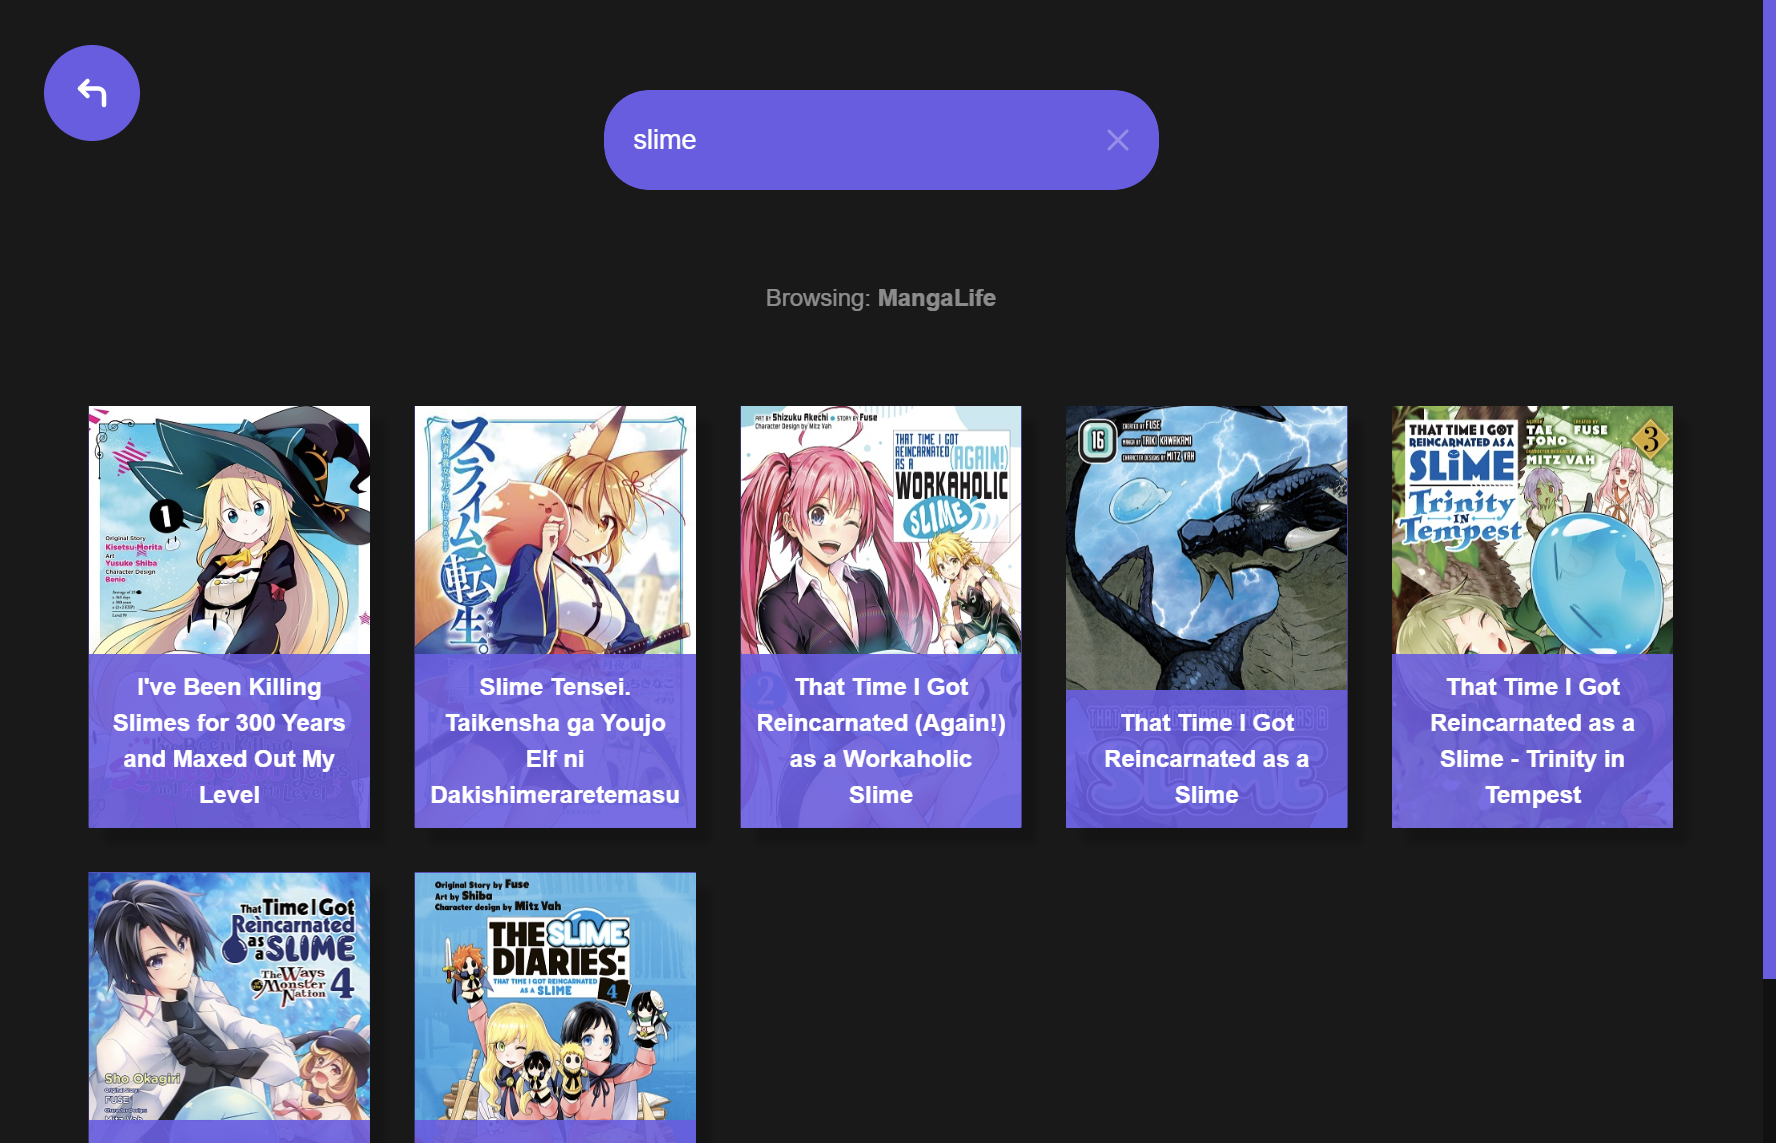 slime
Browsing: MangaLife
1
Original Story
Kisetsu Morita
Art
Yusuke Shiba
Character Design
Benio
I've Been Killing
Slimes for 300 Years
and Maxed Out My
Level
スライム転生。
Slime Tensei.
Taikensha ga Youjo
Elf ni
Dakishimeraretemasu
ART BY Shizuku Akechi • STORY BY Fuse
Character Design by Mitz Vah
THAT TIME I GOT
REINCARNATED (AGAIN!)
AS A
WORKAHOLIC
SLIME
2
That Time I Got
Reincarnated (Again!)
as a Workaholic
Slime
16
CREATED BY FUSE
MANGA BY TAIKI KAWAKAMI
CHARACTER DESIGNS BY MITZ VAH
That Time I Got
Reincarnated as a
Slime
THAT TIME I GOT
REINCARNATED AS A
SLIME
Trinity
IN
Tempest
TAE
TONO
FUSE
MITZ VAH
3
That Time I Got
Reincarnated as a
Slime - Trinity in
Tempest
That Time I Got
Reincarnated
as
a SLIME
The Ways
of the Monster
Nation
4
Sho Okagiri
Original Story:
FUSE
Character Design:
Mitz Vah
Original Story by Fuse
Art by Shiba
Character design by Mitz Vah
THE SLIME
DIARIES:
THAT TIME I GOT REINCARNATED
AS A SLIME
4